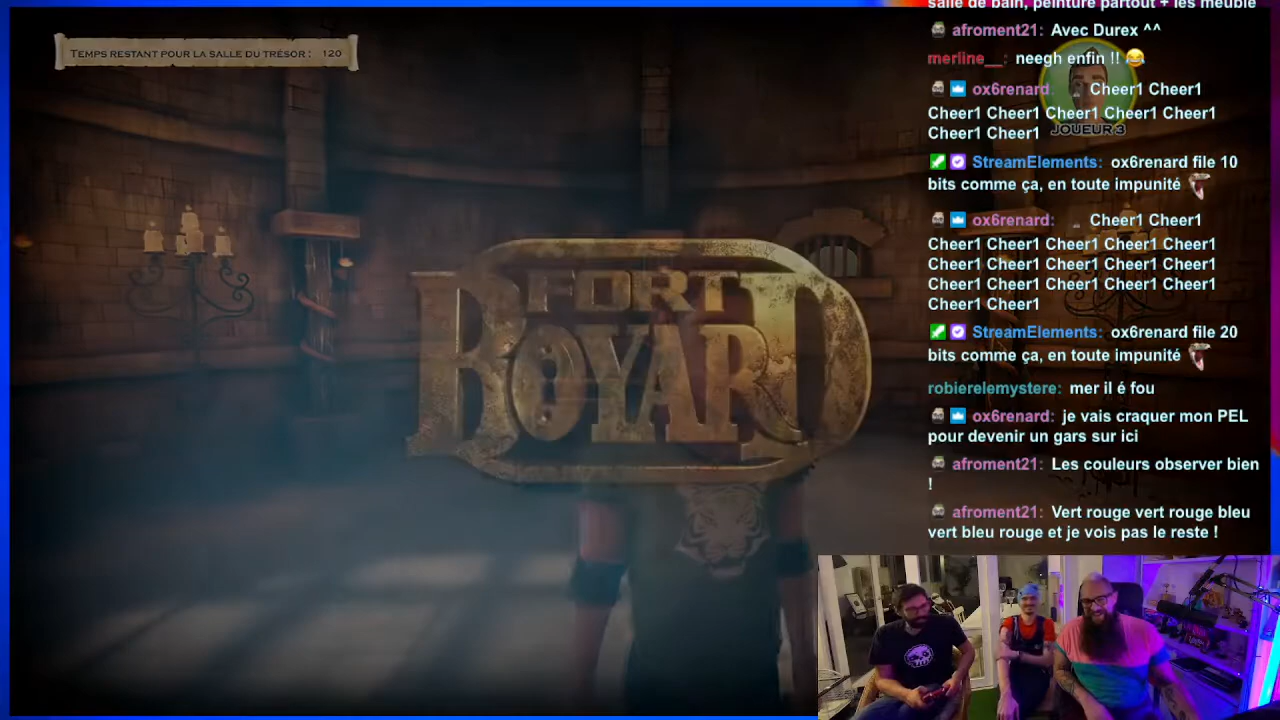 salle de bain, peinture partout + les meuble
TEMPS RESTANT POUR LA SALLE DU TRÉSOR : 120
afroment21: Avec Durex ^^
merline__: neegh enfin !! 😂
ox6renard: Cheer1 Cheer1
Cheer1 Cheer1 Cheer1 Cheer1 Cheer1
Cheer1 Cheer1
JOUEUR 3
StreamElements: ox6renard file 10
bits comme ça, en toute impunité
ox6renard: Cheer1 Cheer1
Cheer1 Cheer1 Cheer1 Cheer1 Cheer1
Cheer1 Cheer1 Cheer1 Cheer1 Cheer1
Cheer1 Cheer1 Cheer1 Cheer1 Cheer1
Cheer1 Cheer1
StreamElements: ox6renard file 20
bits comme ça, en toute impunité
robierelemystere: mer il é fou
ox6renard: je vais craquer mon PEL
pour devenir un gars sur ici
afroment21: Les couleurs observer bien
!
afroment21: Vert rouge vert rouge bleu
vert bleu rouge et je vois pas le reste !
FORT
BOYARD